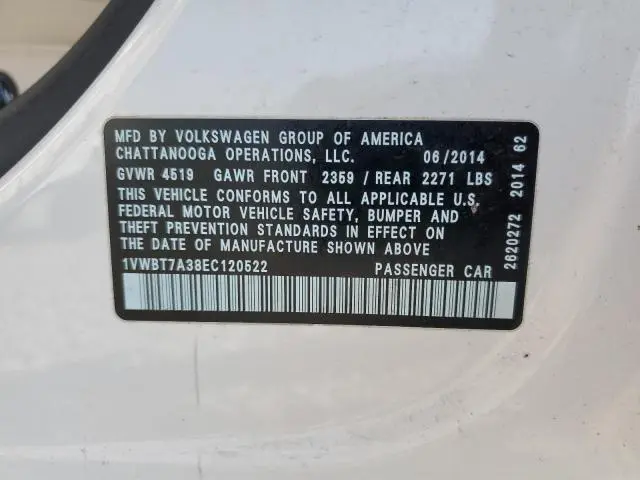 MFD BY VOLKSWAGEN GROUP OF AMERICA
CHATTANOOGA OPERATIONS, LLC. 06/2014
GVWR 4519 GAWR FRONT 2359 / REAR 2271 LBS
THIS VEHICLE CONFORMS TO ALL APPLICABLE U.S.
FEDERAL MOTOR VEHICLE SAFETY, BUMPER AND
THEFT PREVENTION STANDARDS IN EFFECT ON
THE DATE OF MANUFACTURE SHOWN ABOVE
1VWBT7A38EC120522 PASSENGER CAR
2620272 2014 62